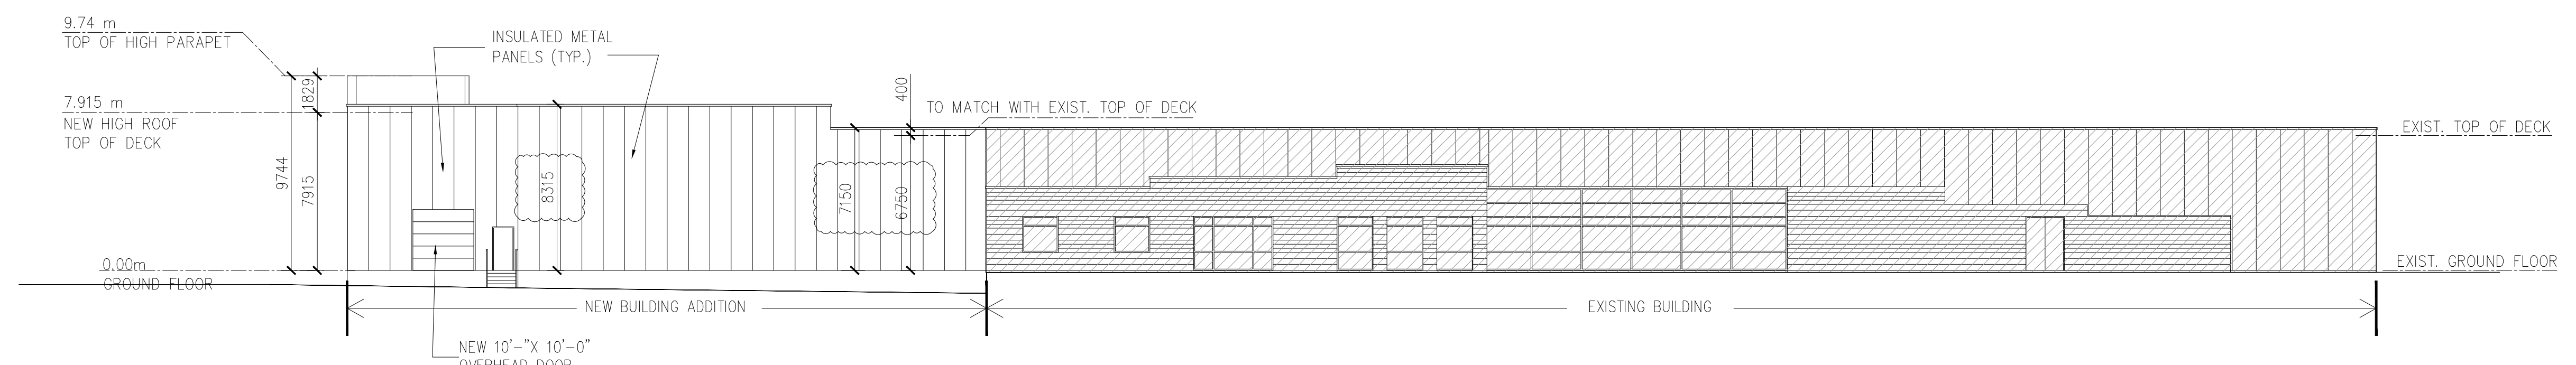 9.74 m
TOP OF HIGH PARAPET
INSULATED METAL
PANELS (TYP.)
1829
400
7.915 m
NEW HIGH ROOF
TOP OF DECK
TO MATCH WITH EXIST. TOP OF DECK
EXIST. TOP OF DECK
9744
7915
8315
7150
6750
0.00m
GROUND FLOOR
EXIST. GROUND FLOOR
NEW BUILDING ADDITION
EXISTING BUILDING
NEW 10'-"X 10'-0"
OVERHEAD DOOR